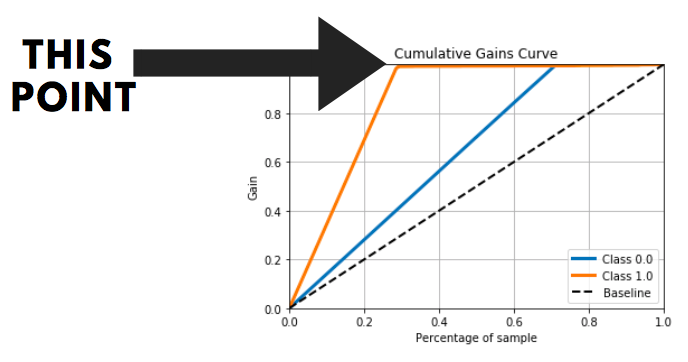 THIS
POINT
Cumulative Gains Curve
Gain
0.8
0.6
0.4
0.2
0.0
0.0 0.2 0.4 0.6 0.8 1.0
Percentage of sample
Class 0.0
Class 1.0
Baseline